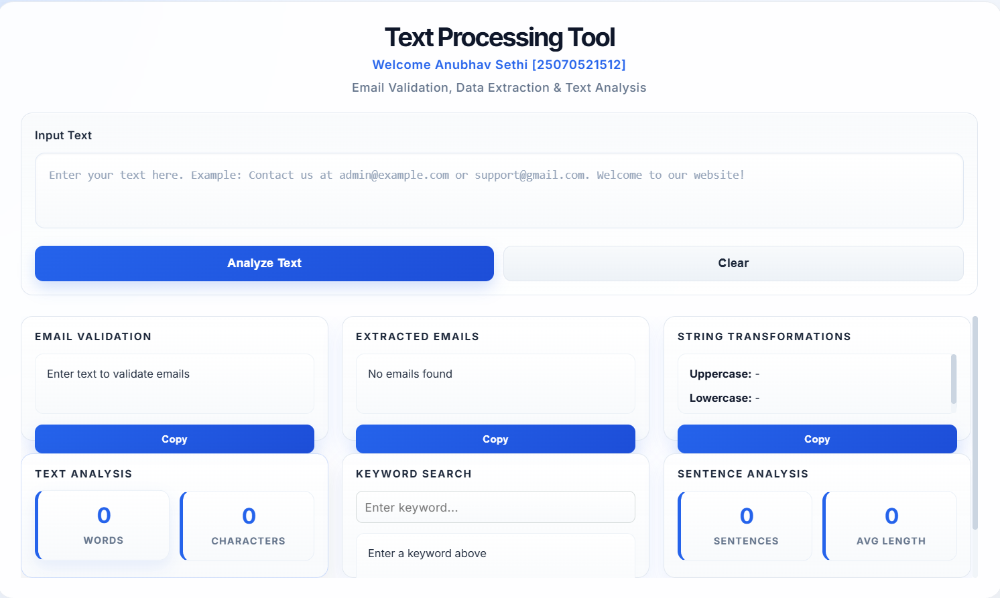 Text Processing Tool
Welcome Anubhav Sethi [25070521512]
Email Validation, Data Extraction & Text Analysis
Input Text
Enter your text here. Example: Contact us at admin@example.com or support@gmail.com. Welcome to our website!
Analyze Text
Clear
EMAIL VALIDATION
Enter text to validate emails
Copy
EXTRACTED EMAILS
No emails found
Copy
STRING TRANSFORMATIONS
Uppercase: -
Lowercase: -
Copy
TEXT ANALYSIS
0
WORDS
0
CHARACTERS
KEYWORD SEARCH
Enter keyword...
Enter a keyword above
SENTENCE ANALYSIS
0
SENTENCES
0
AVG LENGTH